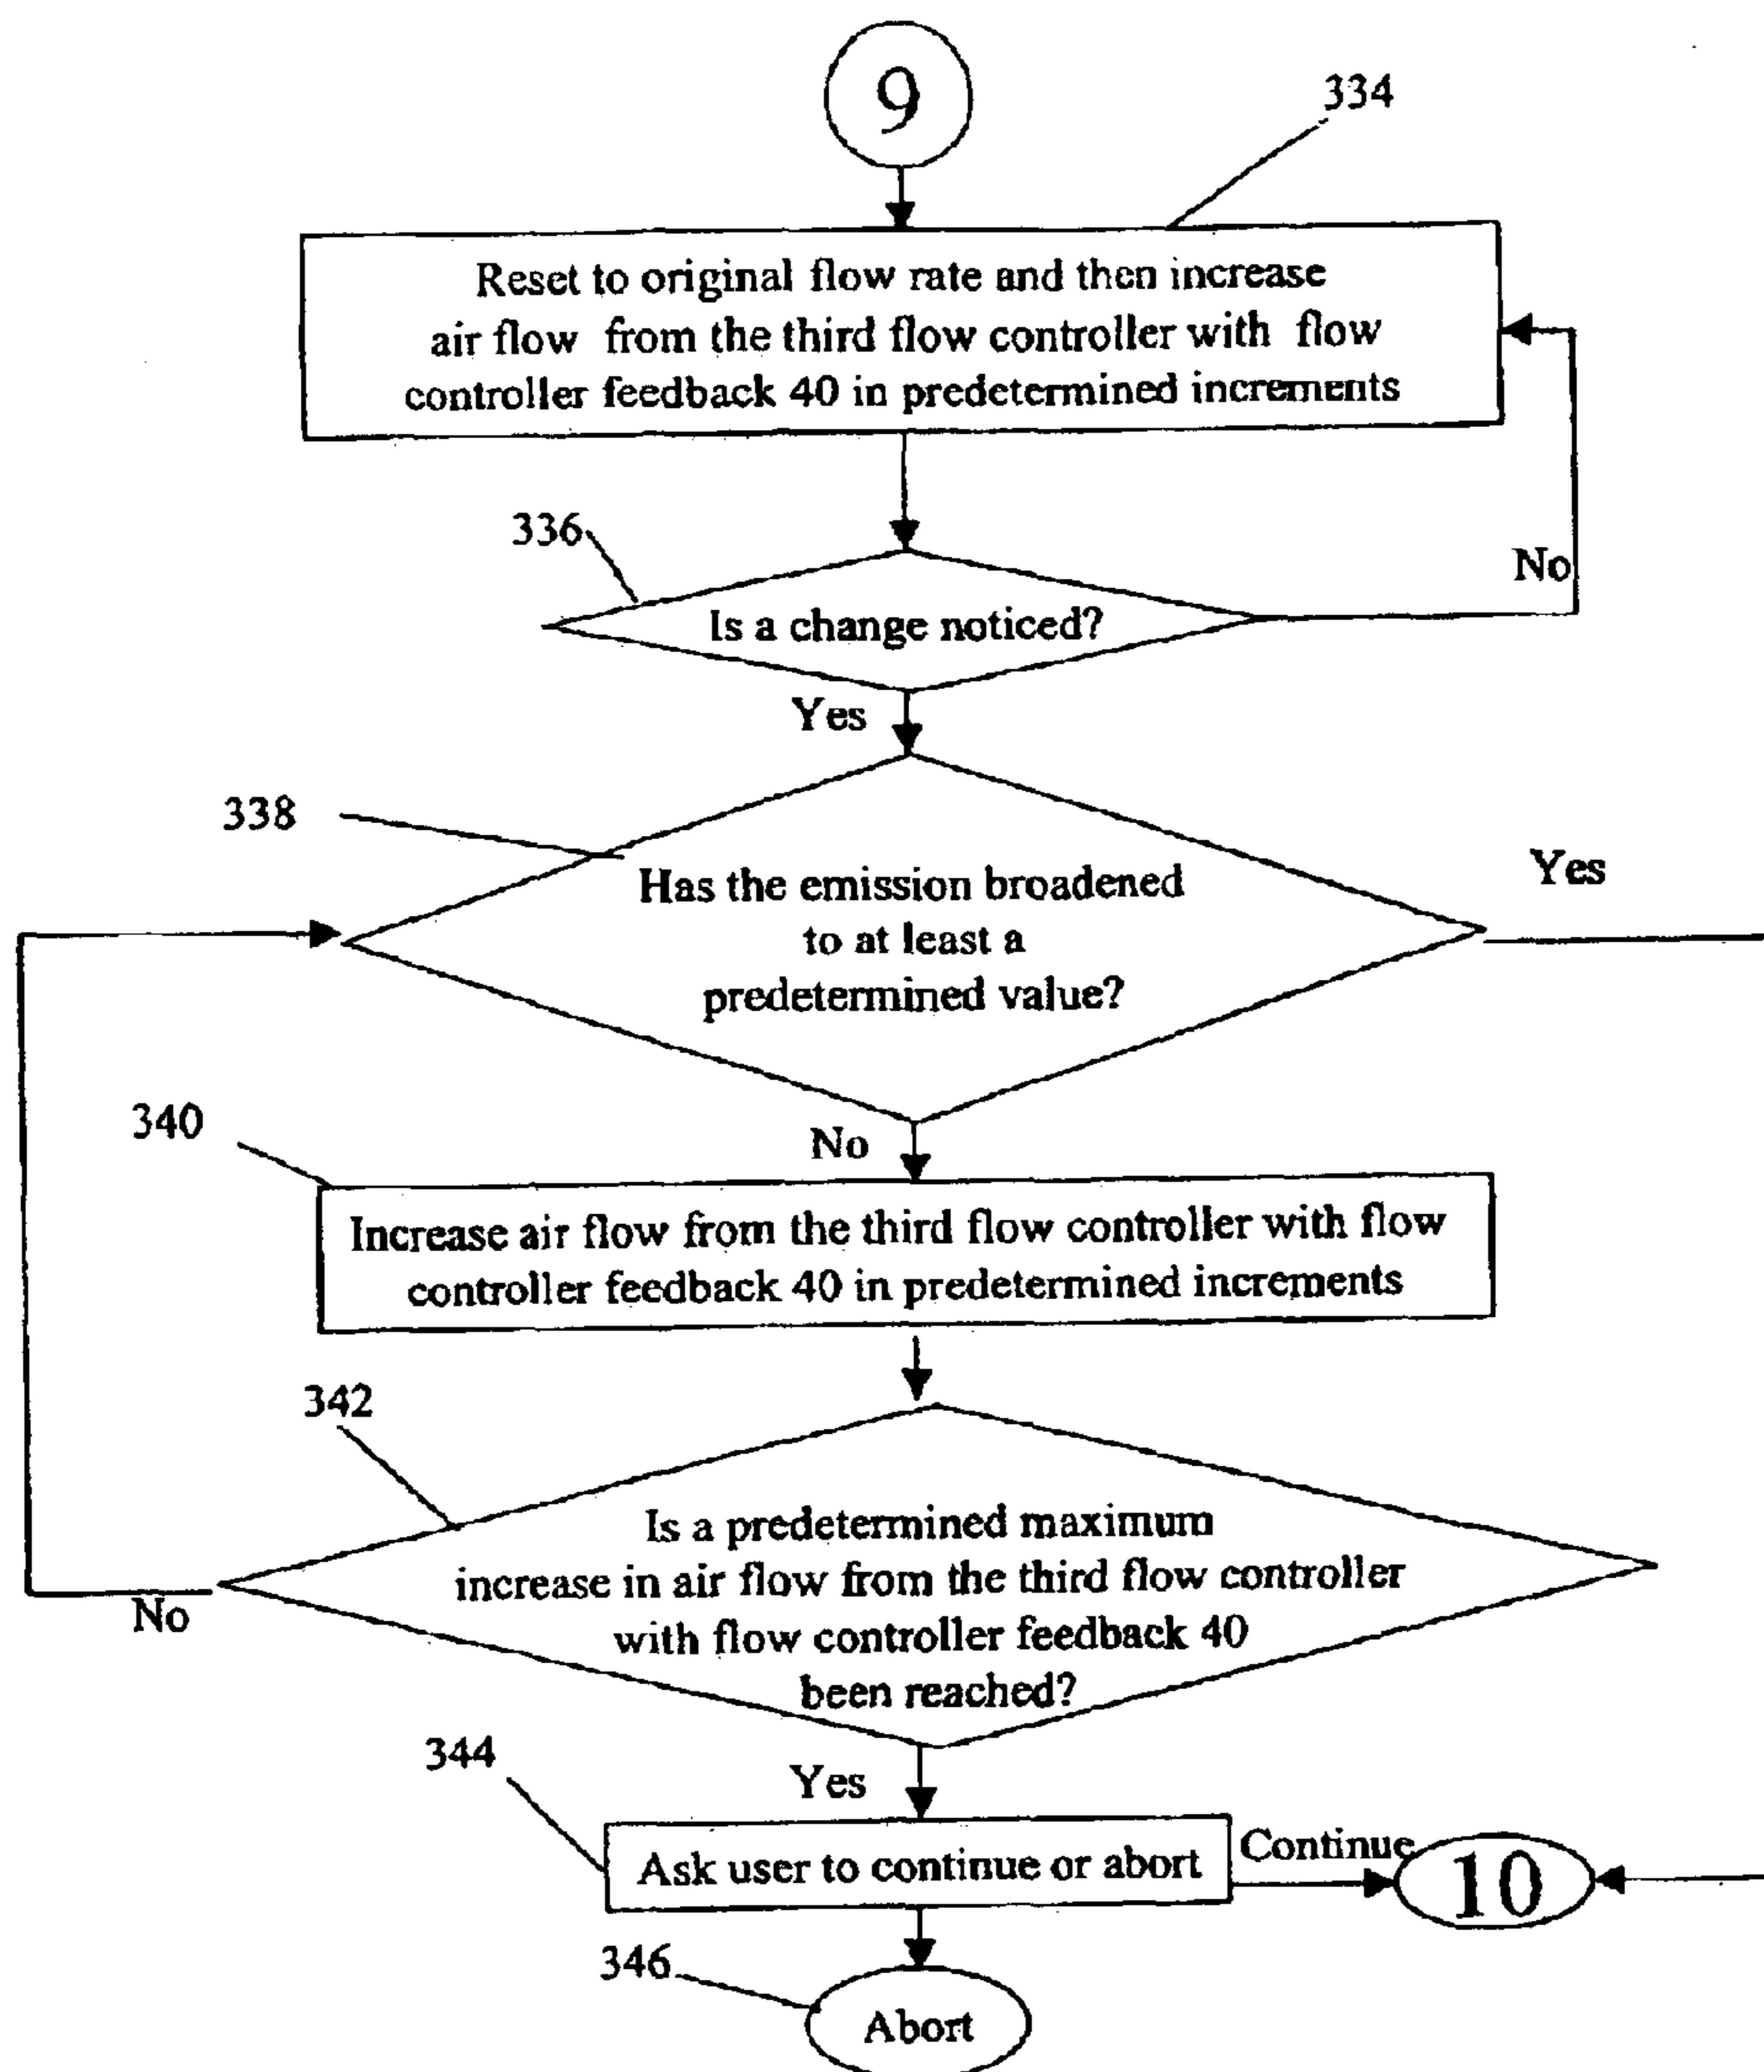 9
334
Reset to original flow rate and then increase
air flow from the third flow controller with flow
controller feedback 40 in predetermined increments
336
No
Is a change noticed?
Yes
338
Yes
Has the emission broadened
to at least a
predetermined value?
340
No
Increase air flow from the third flow controller with flow
controller feedback 40 in predetermined increments
342
Is a predetermined maximum
increase in air flow from the third flow controller
with flow controller feedback 40
been reached?
No
344
Yes
Ask user to continue or abort
Continue
10
346
Abort